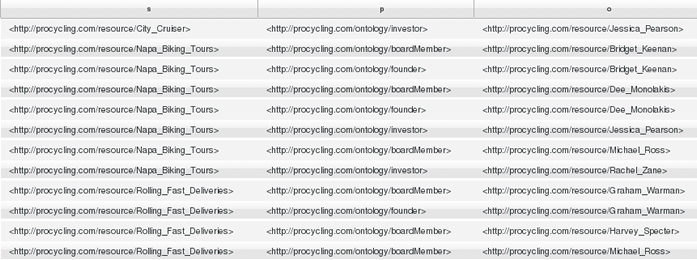 s p o
<http://procycling.com/resource/City_Cruiser> <http://procycling.com/ontology/investor> <http://procycling.com/resource/Jessica_Pearson>
<http://procycling.com/resource/Napa_Biking_Tours> <http://procycling.com/ontology/boardMember> <http://procycling.com/resource/Bridget_Keenan>
<http://procycling.com/resource/Napa_Biking_Tours> <http://procycling.com/ontology/founder> <http://procycling.com/resource/Bridget_Keenan>
<http://procycling.com/resource/Napa_Biking_Tours> <http://procycling.com/ontology/boardMember> <http://procycling.com/resource/Dee_Monolakis>
<http://procycling.com/resource/Napa_Biking_Tours> <http://procycling.com/ontology/founder> <http://procycling.com/resource/Dee_Monolakis>
<http://procycling.com/resource/Napa_Biking_Tours> <http://procycling.com/ontology/investor> <http://procycling.com/resource/Jessica_Pearson>
<http://procycling.com/resource/Napa_Biking_Tours> <http://procycling.com/ontology/boardMember> <http://procycling.com/resource/Michael_Ross>
<http://procycling.com/resource/Napa_Biking_Tours> <http://procycling.com/ontology/investor> <http://procycling.com/resource/Rachel_Zane>
<http://procycling.com/resource/Rolling_Fast_Deliveries> <http://procycling.com/ontology/boardMember> <http://procycling.com/resource/Graham_Warman>
<http://procycling.com/resource/Rolling_Fast_Deliveries> <http://procycling.com/ontology/founder> <http://procycling.com/resource/Graham_Warman>
<http://procycling.com/resource/Rolling_Fast_Deliveries> <http://procycling.com/ontology/boardMember> <http://procycling.com/resource/Harvey_Specter>
<http://procycling.com/resource/Rolling_Fast_Deliveries> <http://procycling.com/ontology/boardMember> <http://procycling.com/resource/Michael_Ross>